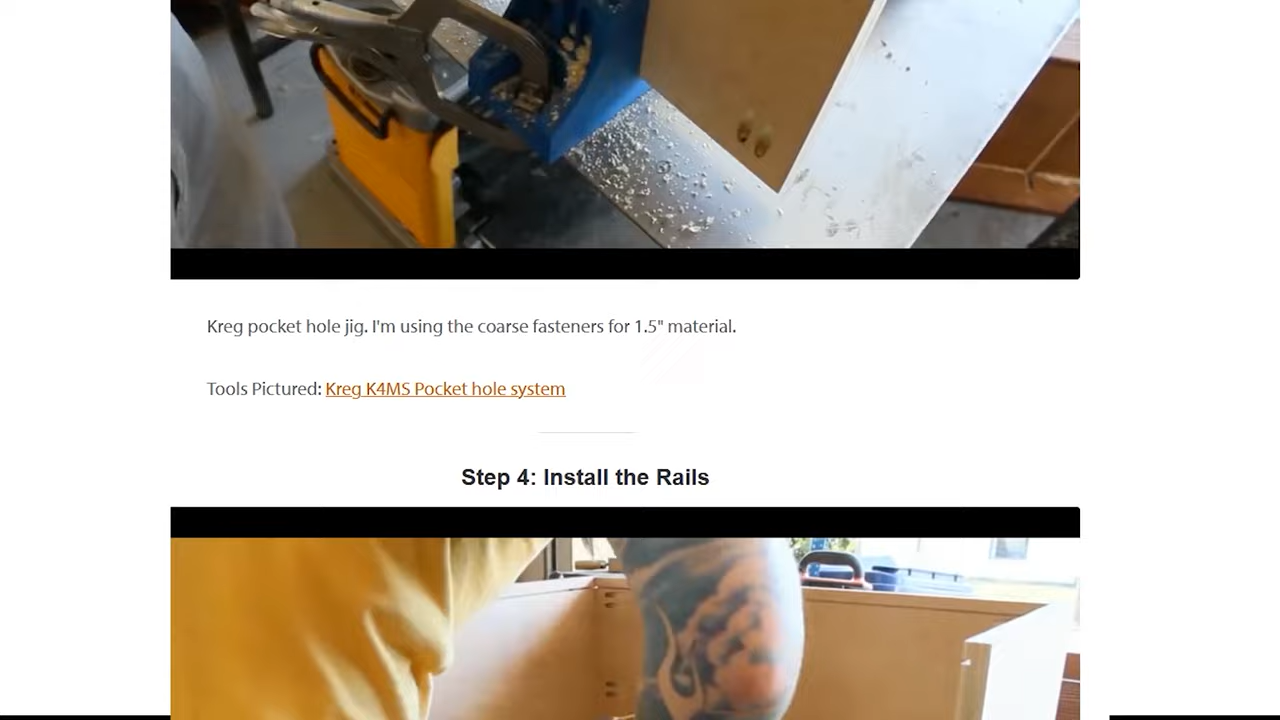 Kreg pocket hole jig. I'm using the coarse fasteners for 1.5" material.
Tools Pictured: Kreg K4MS Pocket hole system
Step 4: Install the Rails